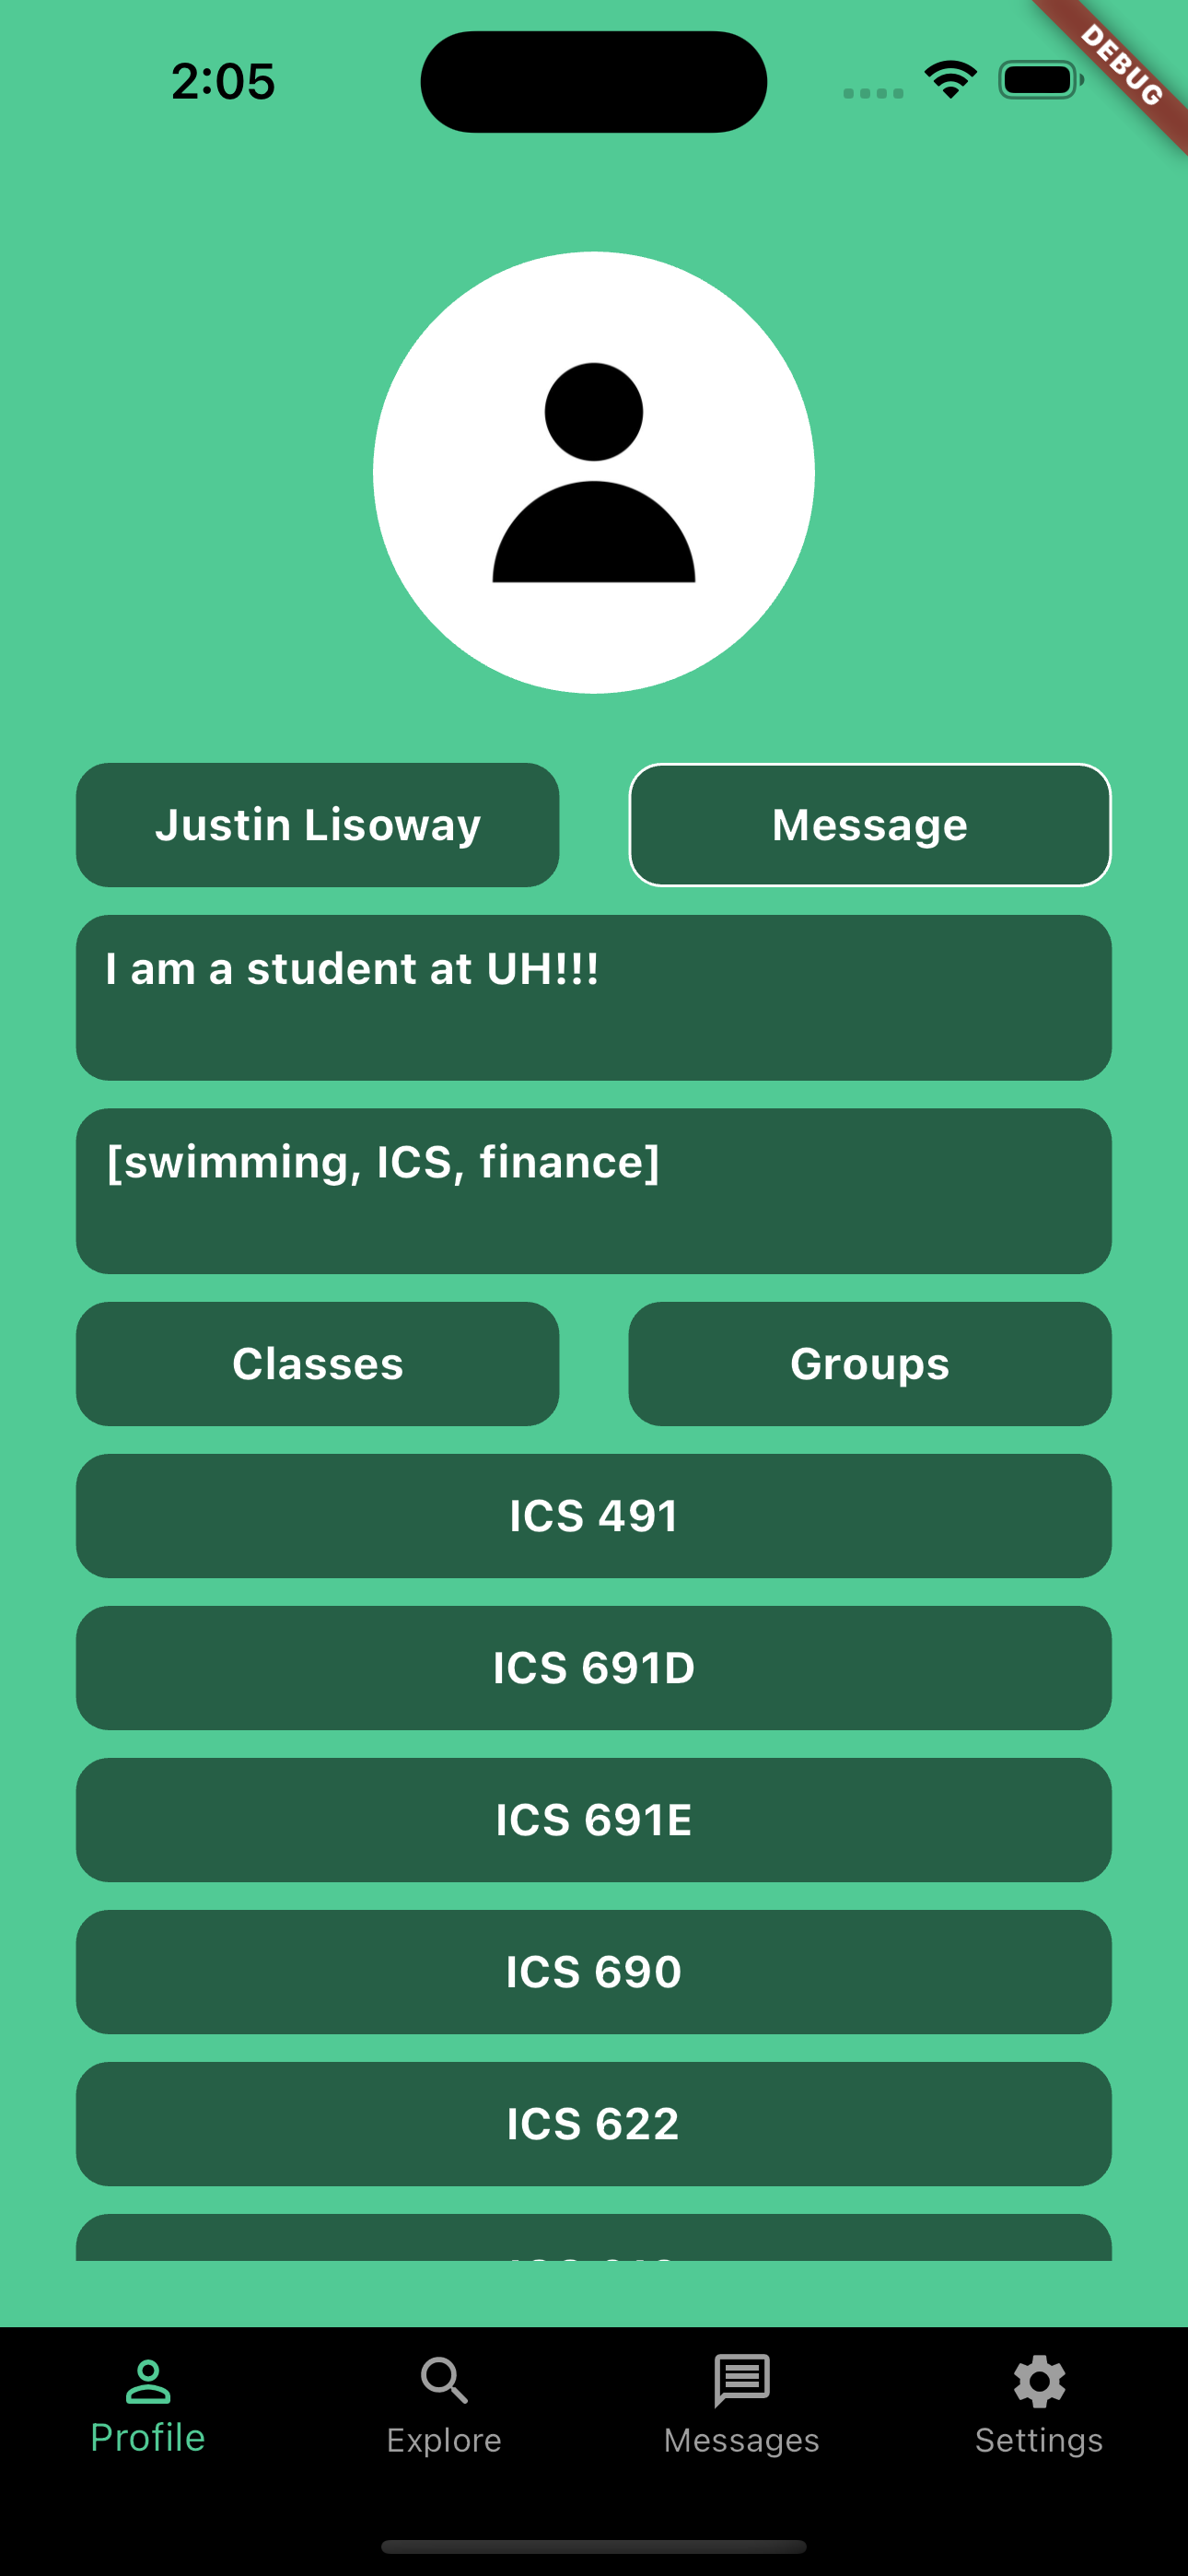 2:05
DEBUG
Justin Lisoway
Message
I am a student at UH!!!
[swimming, ICS, finance]
Classes
Groups
ICS 491
ICS 691D
ICS 691E
ICS 690
ICS 622
Profile
Explore
Messages
Settings